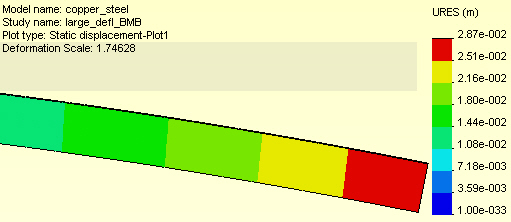 Model name: copper_steel
Study name: large_defl_BMB
Plot type: Static displacement-Plot1
Deformation Scale: 1.74628
URES (m)
2.87e-002
2.51e-002
2.16e-002
1.80e-002
1.44e-002
1.08e-002
7.18e-003
3.59e-003
1.00e-033